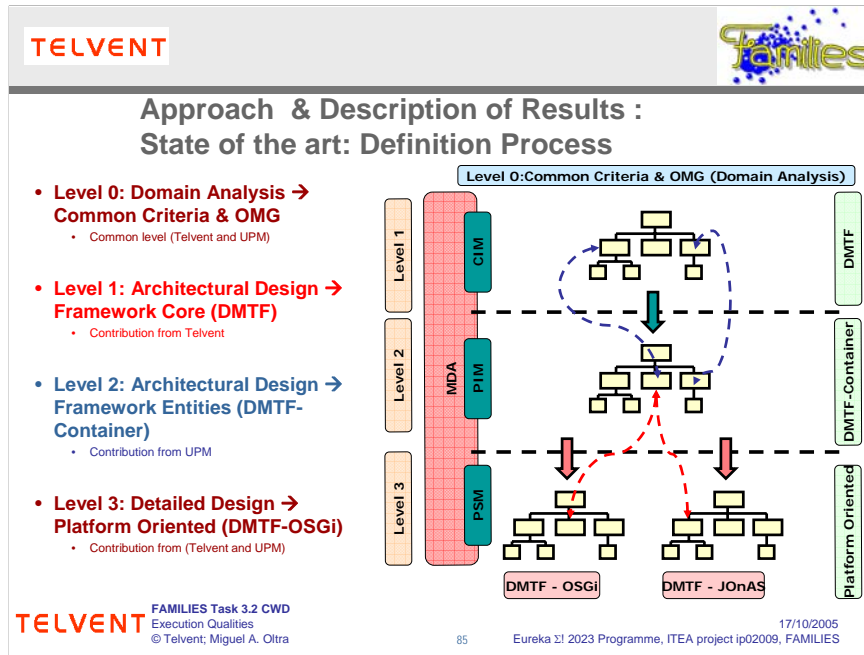 TELVENT
Families
Approach & Description of Results :
State of the art: Definition Process
• Level 0: Domain Analysis →
Common Criteria & OMG
• Common level (Telvent and UPM)
• Level 1: Architectural Design →
Framework Core (DMTF)
• Contribution from Telvent
• Level 2: Architectural Design →
Framework Entities (DMTF-
Container)
• Contribution from UPM
• Level 3: Detailed Design →
Platform Oriented (DMTF-OSGi)
• Contribution from (Telvent and UPM)
Level 0:Common Criteria & OMG (Domain Analysis)
Level 1
CIM
DMTF
Level 2
MDA
PIM
DMTF-Container
Level 3
PSM
Platform Oriented
DMTF - OSGi
DMTF - JOnAS
TELVENT
FAMILIES Task 3.2 CWD
Execution Qualities
© Telvent; Miguel A. Oltra
85
17/10/2005
Eureka Σ! 2023 Programme, ITEA project ip02009, FAMILIES